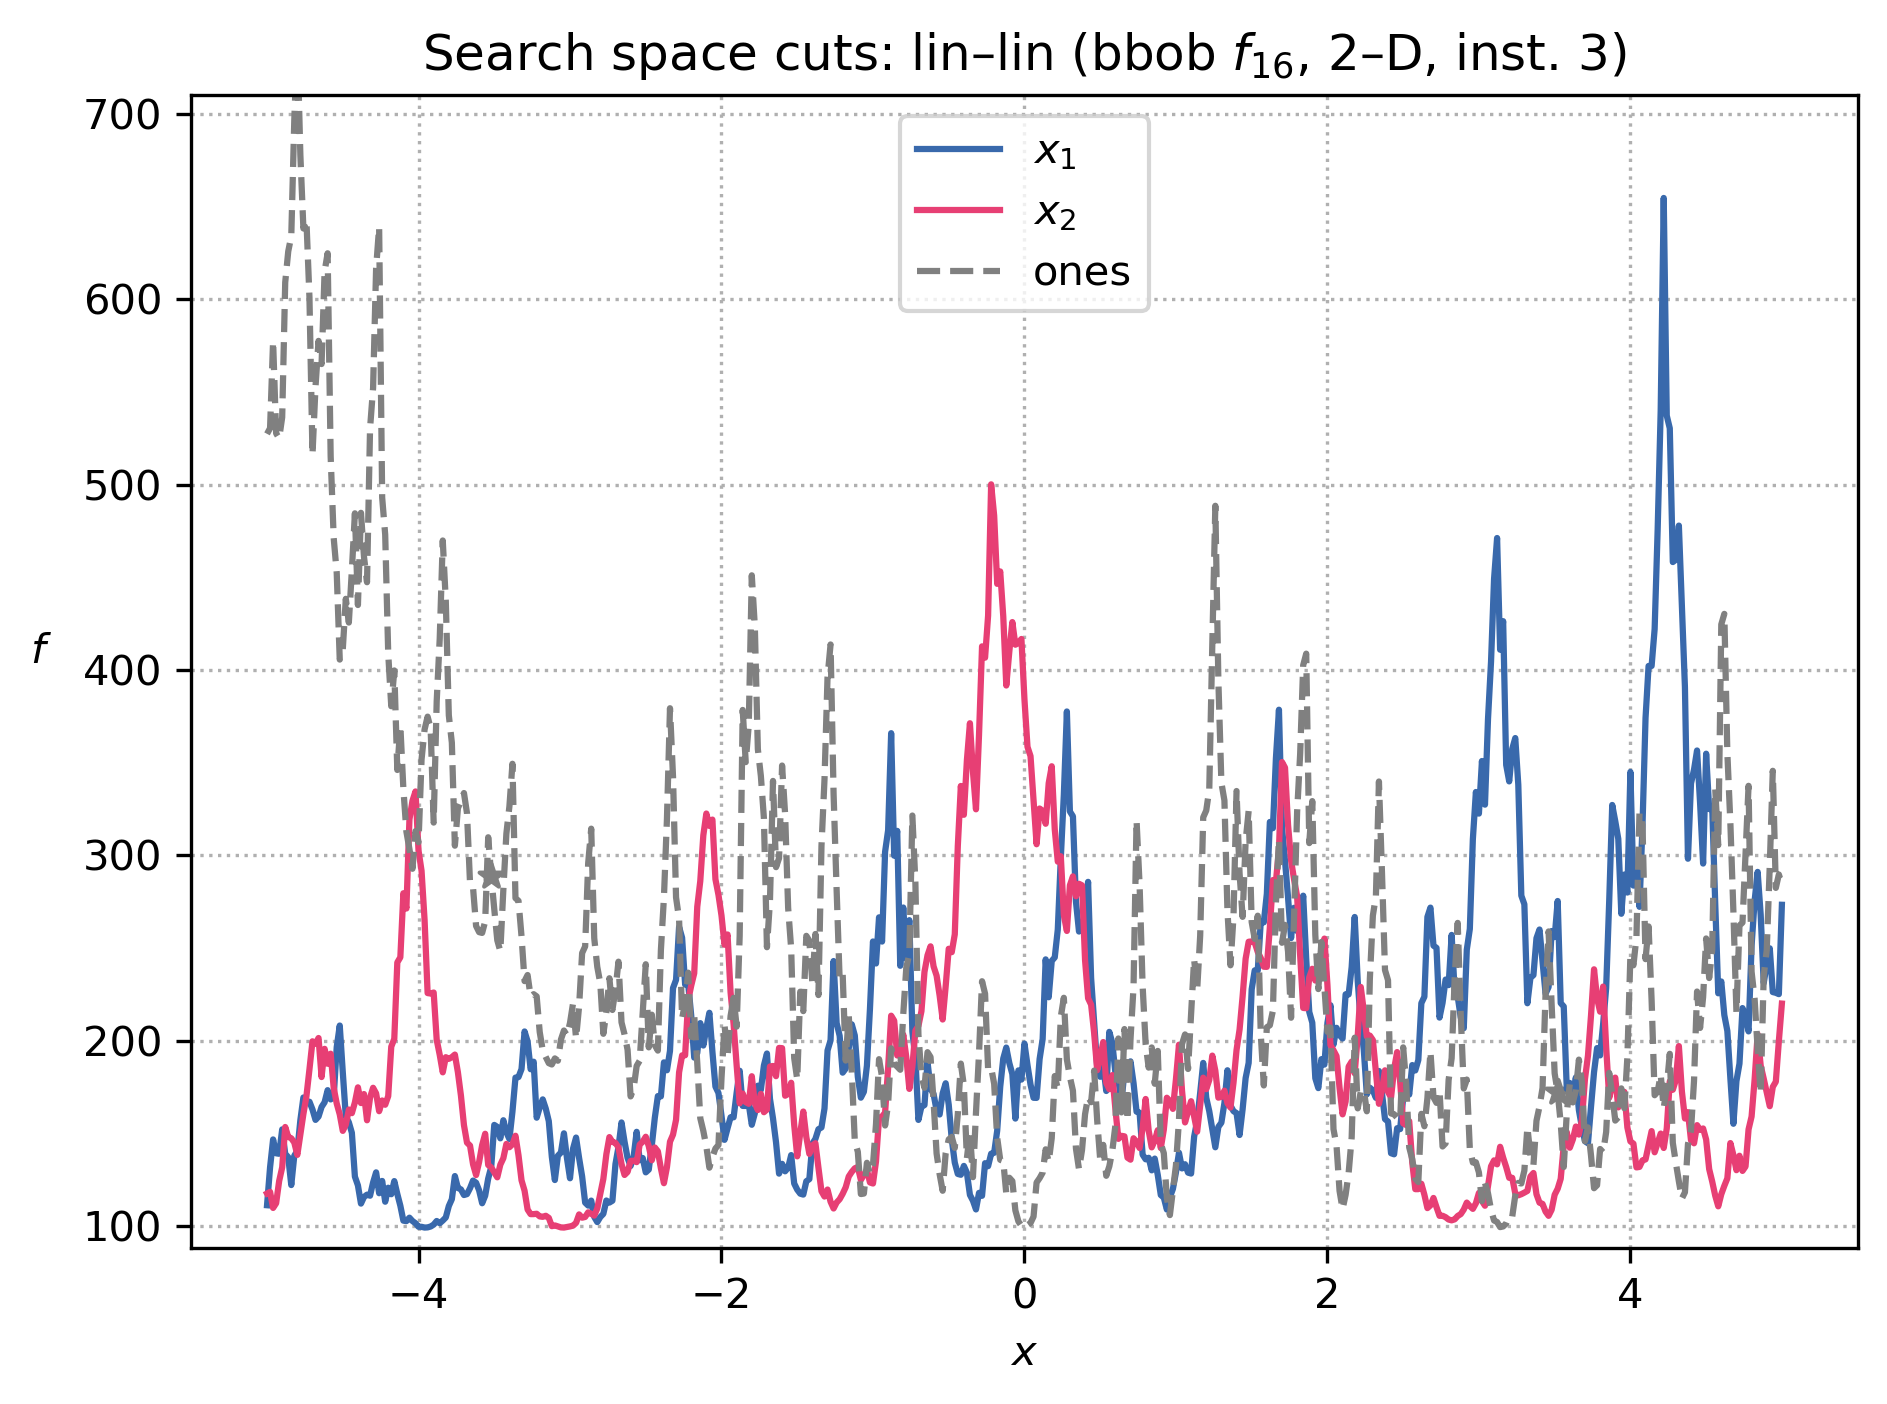 Search space cuts: lin–lin (bbob f₁₆, 2–D, inst. 3)
700
600
500
400
300
200
100
f
x₁
x₂
ones
−4
−2
0
2
4
x